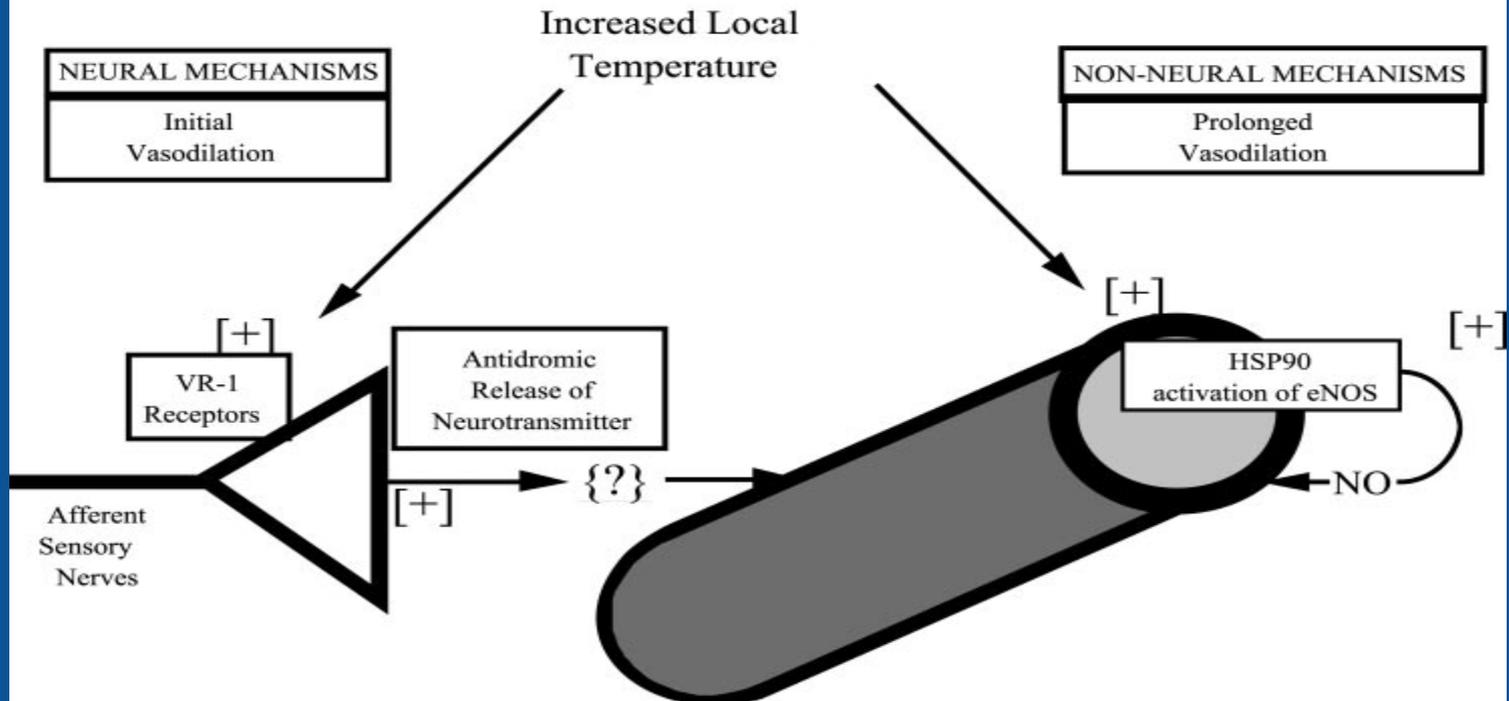 Increased Local
Temperature
NEURAL MECHANISMS
Initial
Vasodilation
NON-NEURAL MECHANISMS
Prolonged
Vasodilation
[+]
VR-1
Receptors
Antidromic
Release of
Neurotransmitter
[+]
{?}
Afferent
Sensory
Nerves
[+]
HSP90
activation of eNOS
[+]
NO